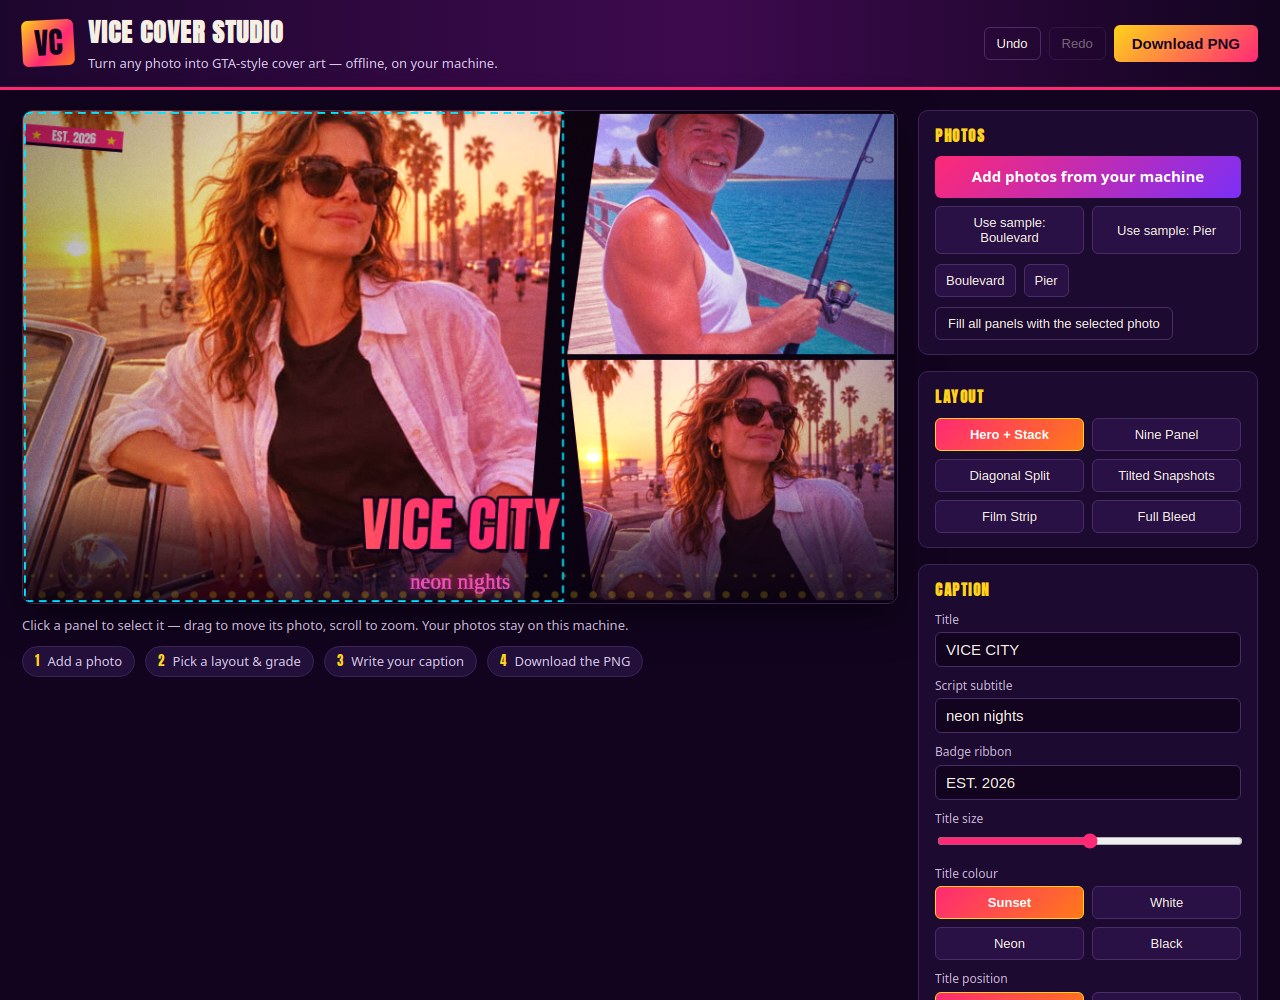 VC
VICE COVER STUDIO
Turn any photo into GTA-style cover art — offline, on your machine.
Undo
Redo
Download PNG
★ EST. 2026 ★
VICE CITY
neon nights
Click a panel to select it — drag to move its photo, scroll to zoom. Your photos stay on this machine.
1 Add a photo
2 Pick a layout & grade
3 Write your caption
4 Download the PNG
PHOTOS
Add photos from your machine
Use sample:
Boulevard
Use sample: Pier
Boulevard
Pier
Fill all panels with the selected photo
LAYOUT
Hero + Stack
Nine Panel
Diagonal Split
Tilted Snapshots
Film Strip
Full Bleed
CAPTION
Title
VICE CITY
Script subtitle
neon nights
Badge ribbon
EST. 2026
Title size
Title colour
Sunset
White
Neon
Black
Title position